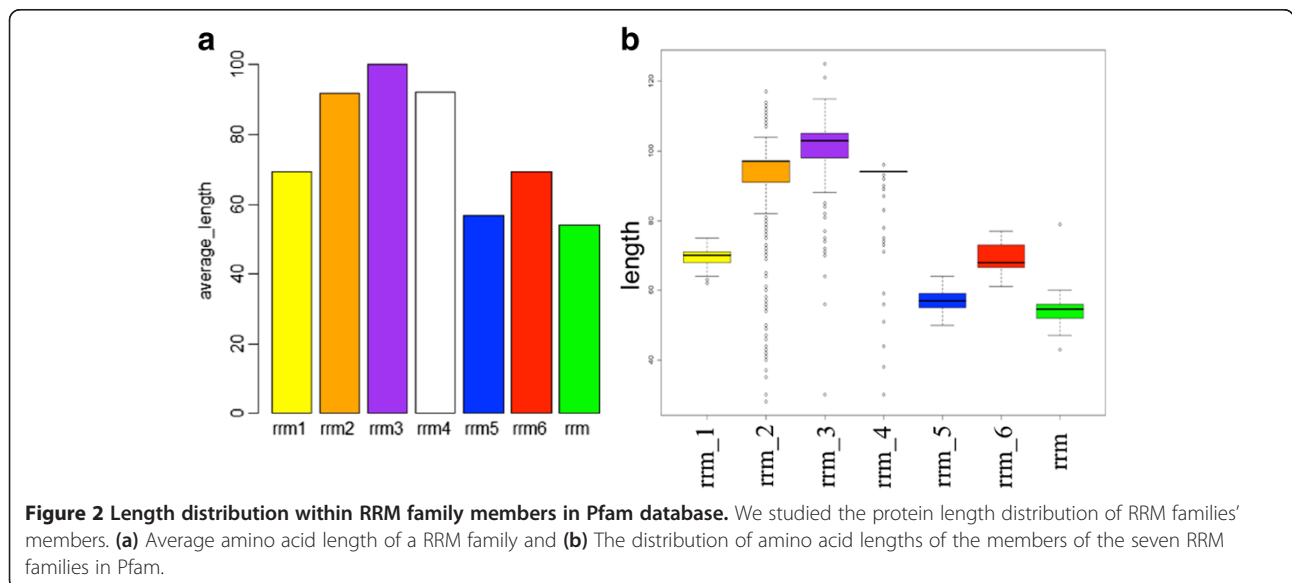 a
average_length
100
80
60
40
20
0
rrm1 rrm2 rrm3 rrm4 rrm5 rrm6 rrm
b
length
120
100
80
60
40
rrm_1 rrm_2 rrm_3 rrm_4 rrm_5 rrm_6 rrm
Figure 2 Length distribution within RRM family members in Pfam database. We studied the protein length distribution of RRM families'
members. (a) Average amino acid length of a RRM family and (b) The distribution of amino acid lengths of the members of the seven RRM
families in Pfam.